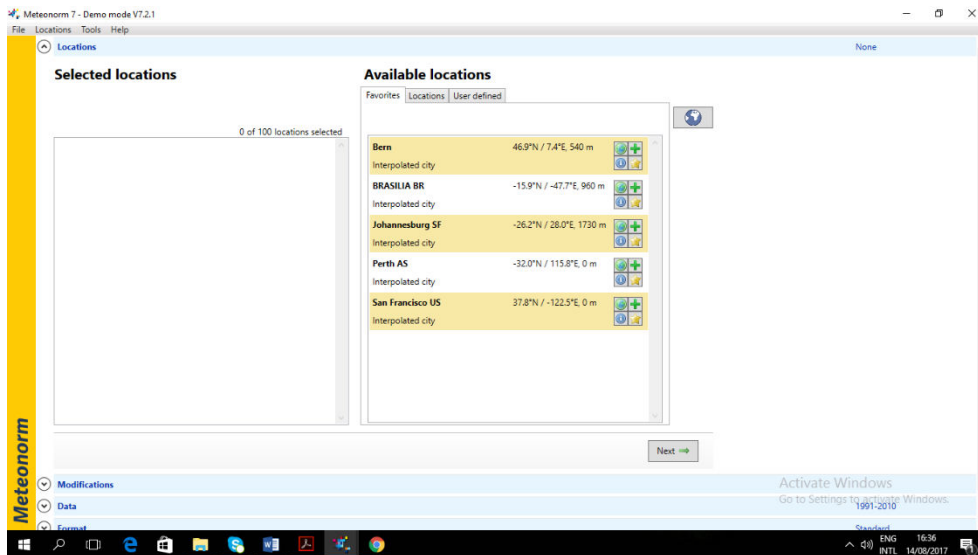 Meteonorm 7 - Demo mode V7.2.1
File Locations Tools Help
Locations None
Selected locations
Available locations
Favorites Locations User defined
0 of 100 locations selected
Bern 46.9°N / 7.4°E, 540 m
Interpolated city
BRASILIA BR -15.9°N / -47.7°E, 960 m
Interpolated city
Johannesburg SF -26.2°N / 28.0°E, 1730 m
Interpolated city
Perth AS -32.0°N / 115.8°E, 0 m
Interpolated city
San Francisco US 37.8°N / -122.5°E, 0 m
Interpolated city
Next
Meteonorm
Modifications
Activate Windows
Go to Settings to activate Windows.
Data 1991-2010
Format Standard
ENG 16:36
INTL 14/08/2017